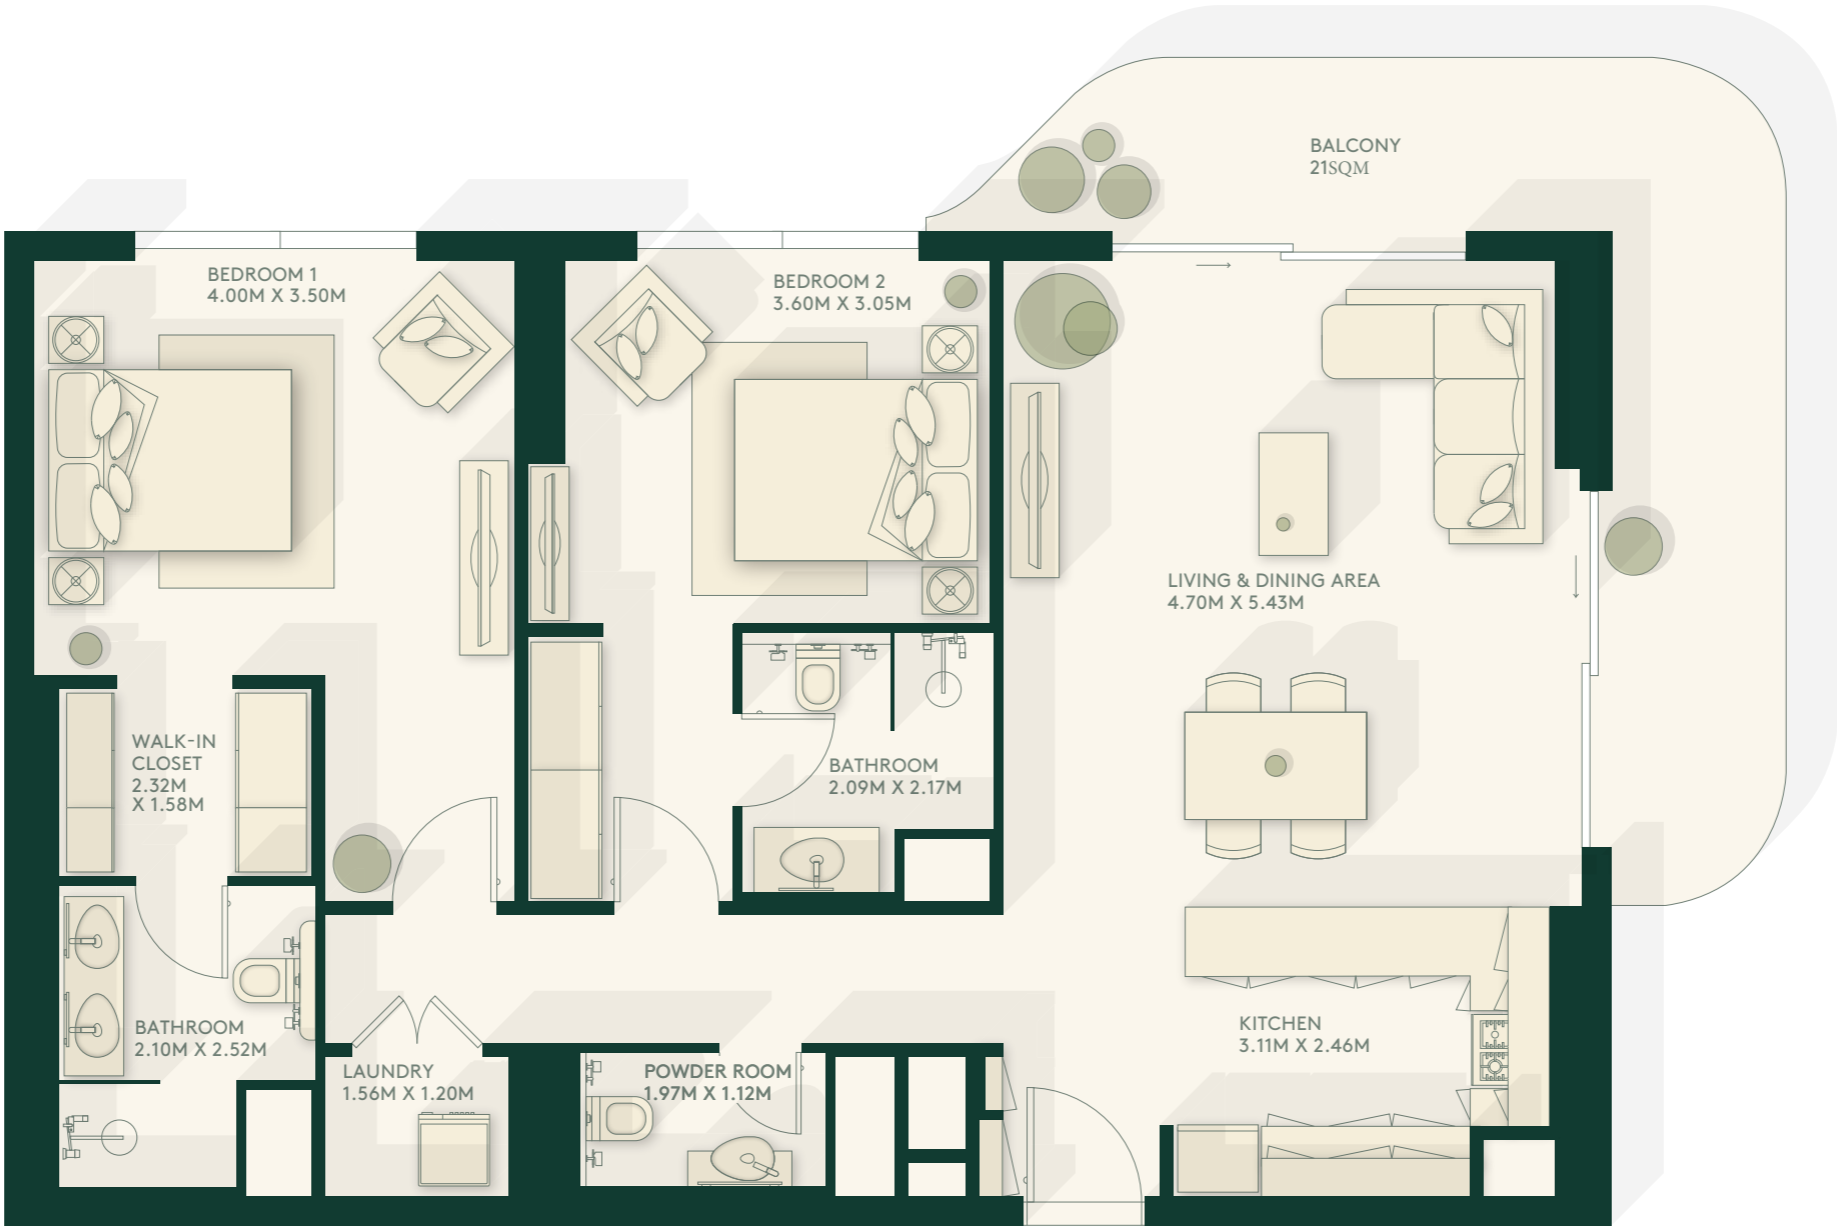 BALCONY
21SQM
BEDROOM 1
4.00M X 3.50M
BEDROOM 2
3.60M X 3.05M
LIVING & DINING AREA
4.70M X 5.43M
WALK-IN
CLOSET
2.32M
X 1.58M
BATHROOM
2.09M X 2.17M
BATHROOM
2.10M X 2.52M
LAUNDRY
1.56M X 1.20M
POWDER ROOM
1.97M X 1.12M
KITCHEN
3.11M X 2.46M